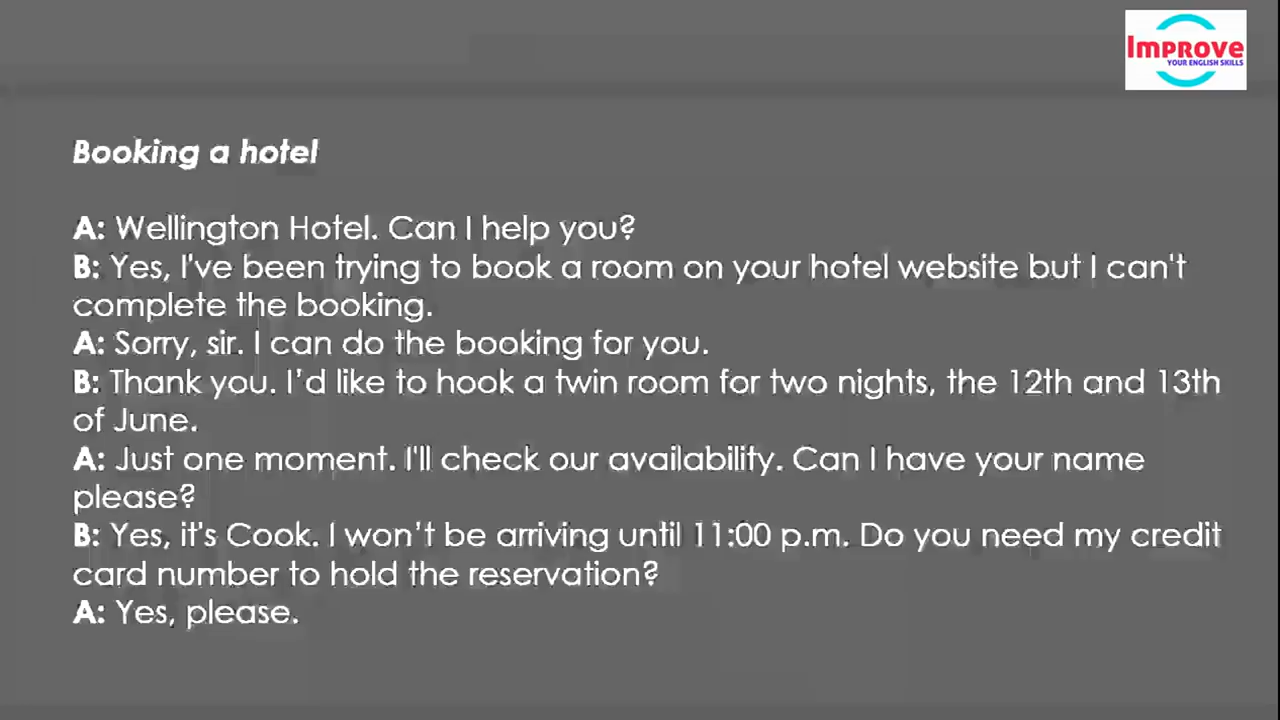 Improve
YOUR ENGLISH SKILLS
Booking a hotel
A: Wellington Hotel. Can I help you?
B: Yes, I've been trying to book a room on your hotel website but I can't
complete the booking.
A: Sorry, sir. I can do the booking for you.
B: Thank you. I’d like to hook a twin room for two nights, the 12th and 13th
of June.
A: Just one moment. I'll check our availability. Can I have your name
please?
B: Yes, it's Cook. I won’t be arriving until 11:00 p.m. Do you need my credit
card number to hold the reservation?
A: Yes, please.